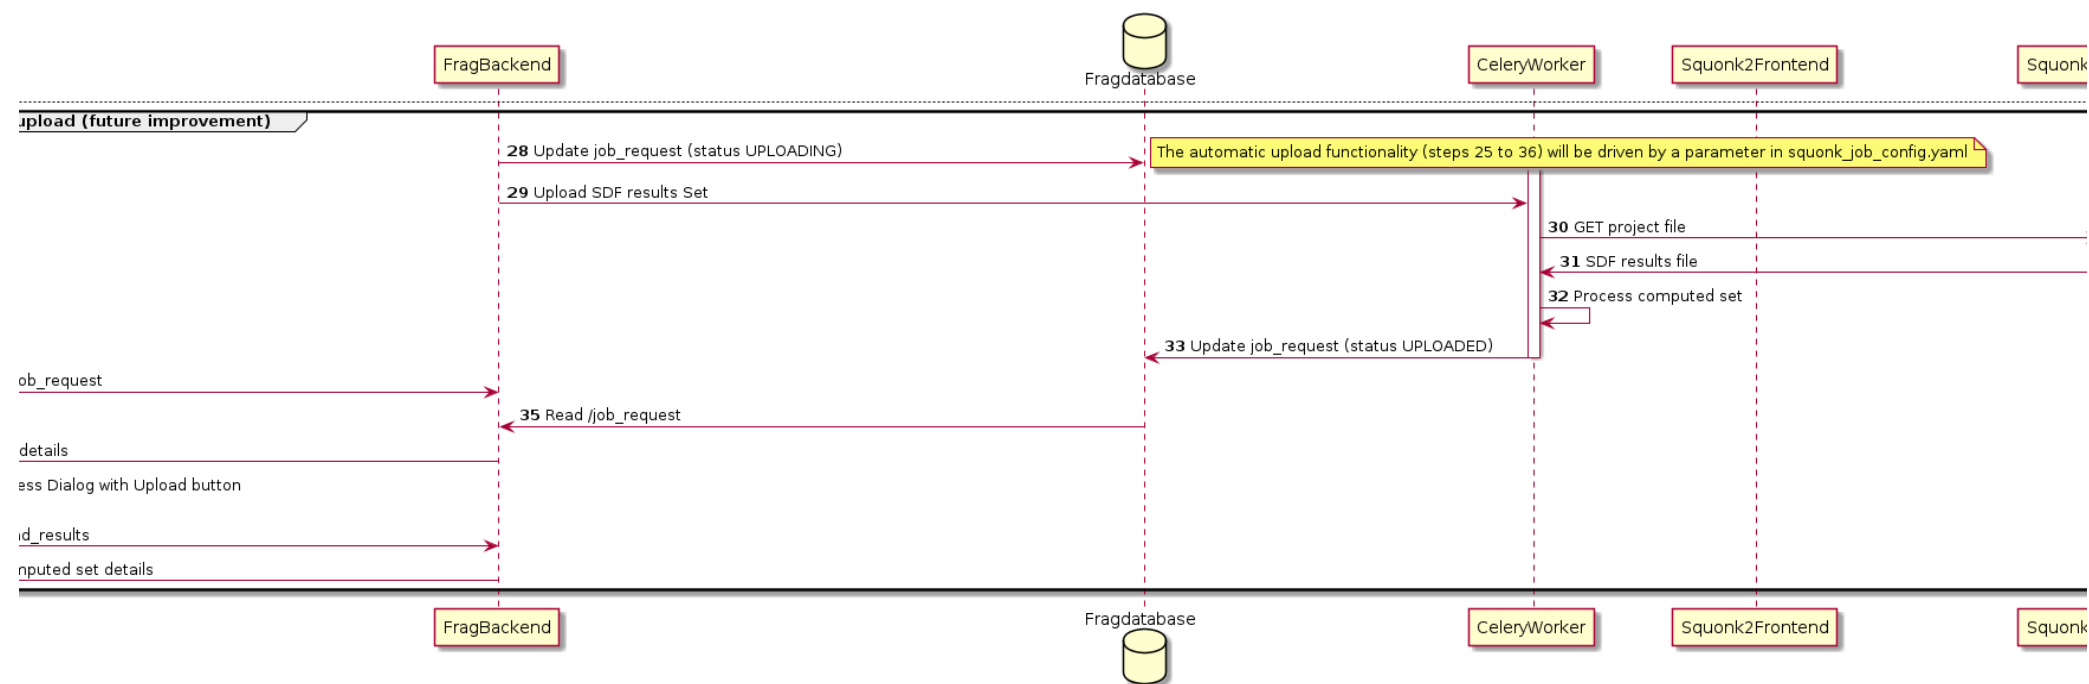 FragBackend
Fragdatabase
CeleryWorker
Squonk2Frontend
Squonk
upload (future improvement)
28 Update job_request (status UPLOADING)
The automatic upload functionality (steps 25 to 36) will be driven by a parameter in squonk_job_config.yaml
29 Upload SDF results Set
30 GET project file
31 SDF results file
32 Process computed set
33 Update job_request (status UPLOADED)
ob_request
35 Read /job_request
details
ess Dialog with Upload button
d_results
mputed set details
FragBackend
Fragdatabase
CeleryWorker
Squonk2Frontend
Squonk